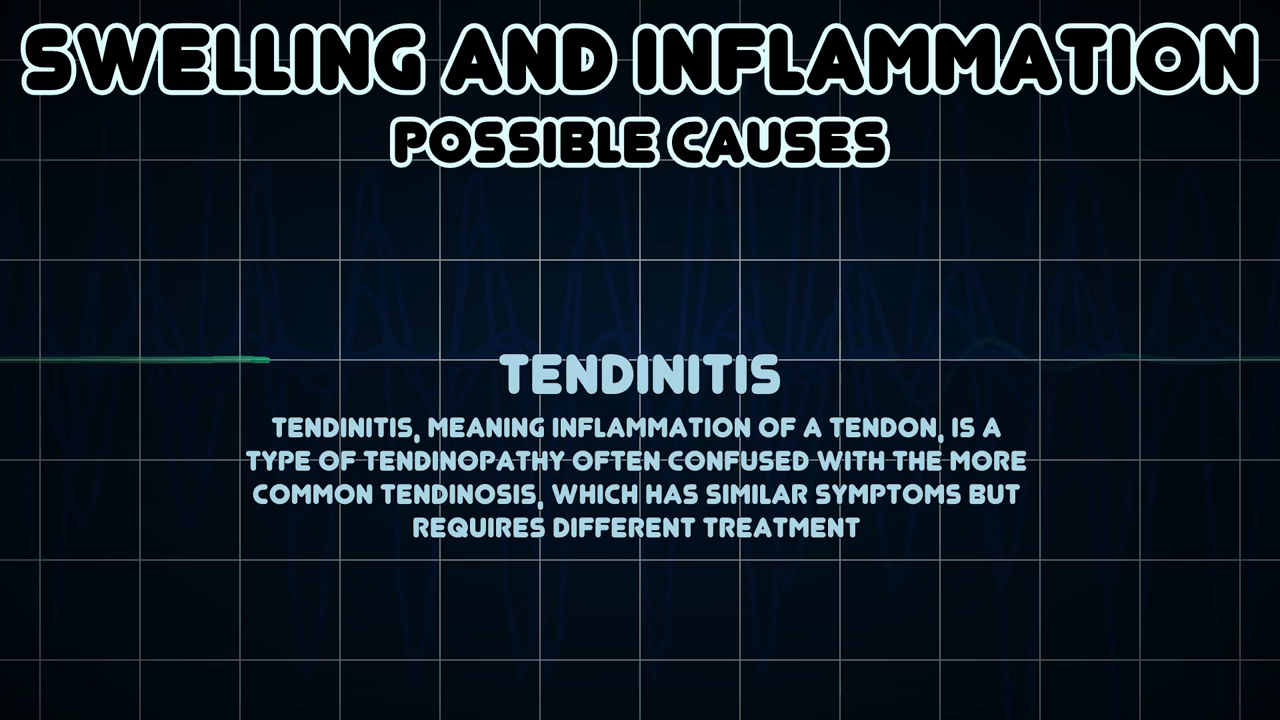 SWELLING AND INFLAMMATION
POSSIBLE CAUSES
TENDINITIS
TENDINITIS, MEANING INFLAMMATION OF A TENDON, IS A
TYPE OF TENDINOPATHY OFTEN CONFUSED WITH THE MORE
COMMON TENDINOSIS, WHICH HAS SIMILAR SYMPTOMS BUT
REQUIRES DIFFERENT TREATMENT